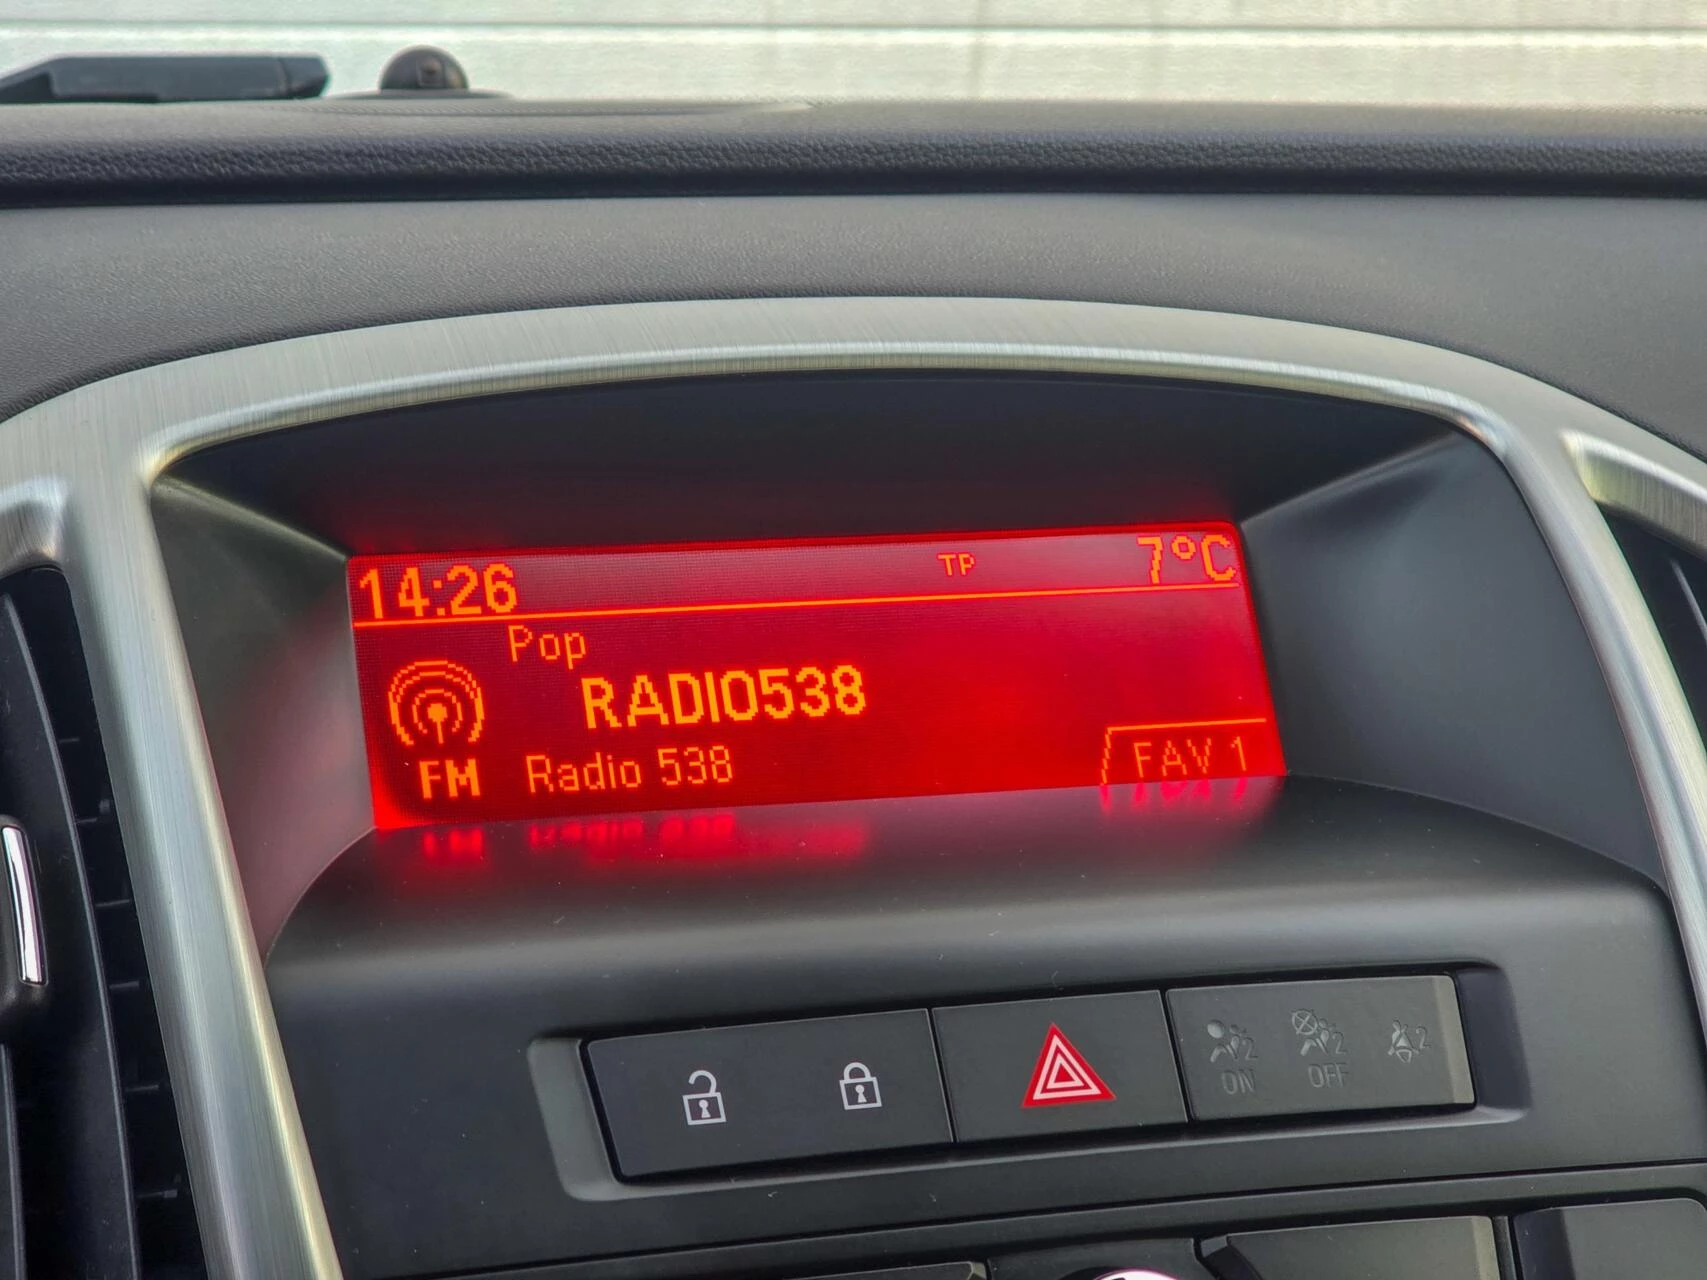 14:26 TP 7°C
Pop
RADIO538
FM Radio 538 FAV 1
2 2 2
ON OFF